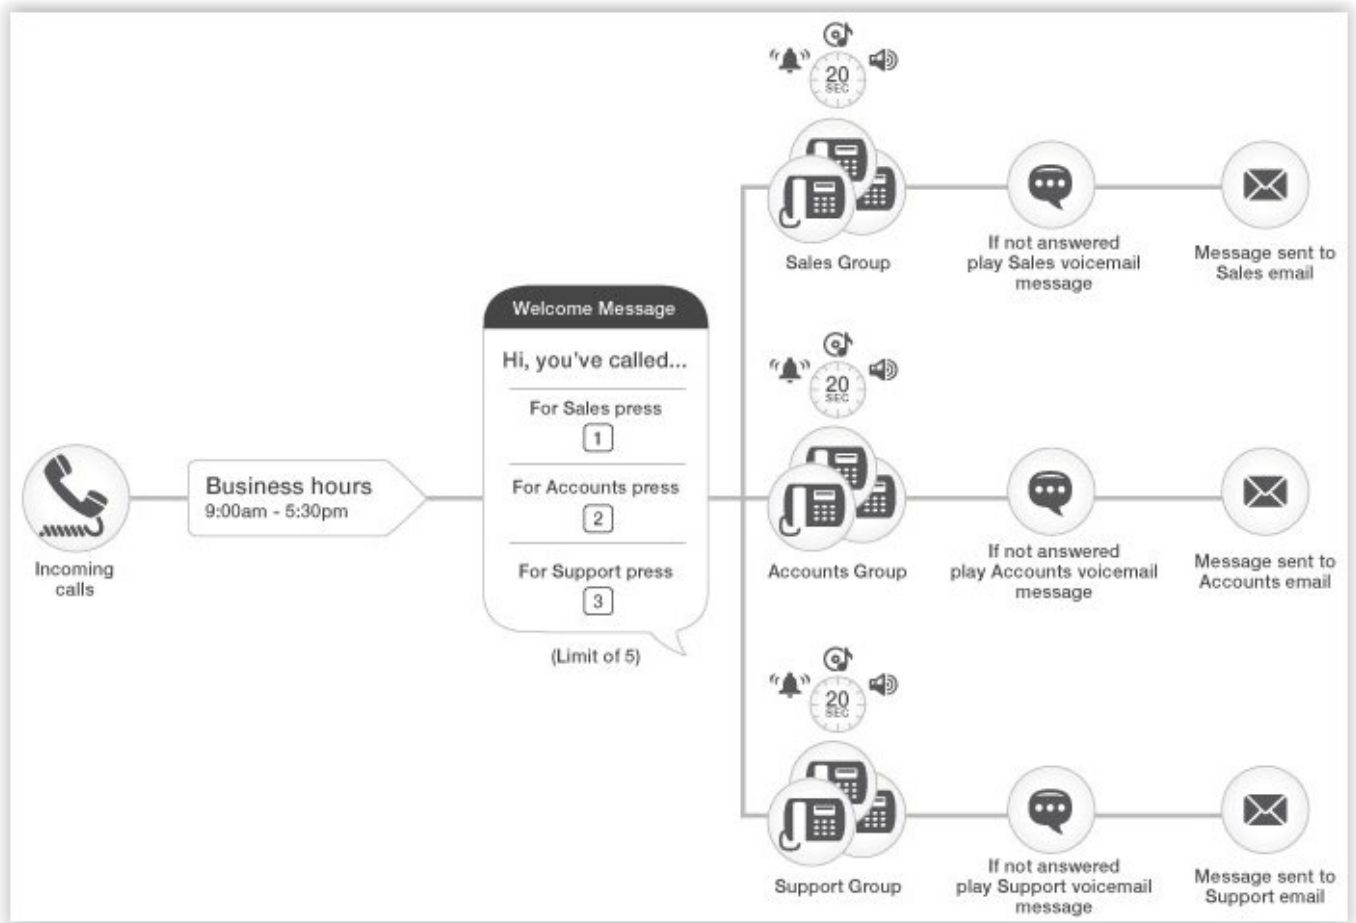 Incoming
calls
Business hours
9:00am - 5:30pm
Welcome Message
Hi, you've called...
For Sales press
1
For Accounts press
2
For Support press
3
(Limit of 5)
20
SEC
Sales Group
If not answered
play Sales voicemail
message
Message sent to
Sales email
20
SEC
Accounts Group
If not answered
play Accounts voicemail
message
Message sent to
Accounts email
20
SEC
Support Group
If not answered
play Support voicemail
message
Message sent to
Support email